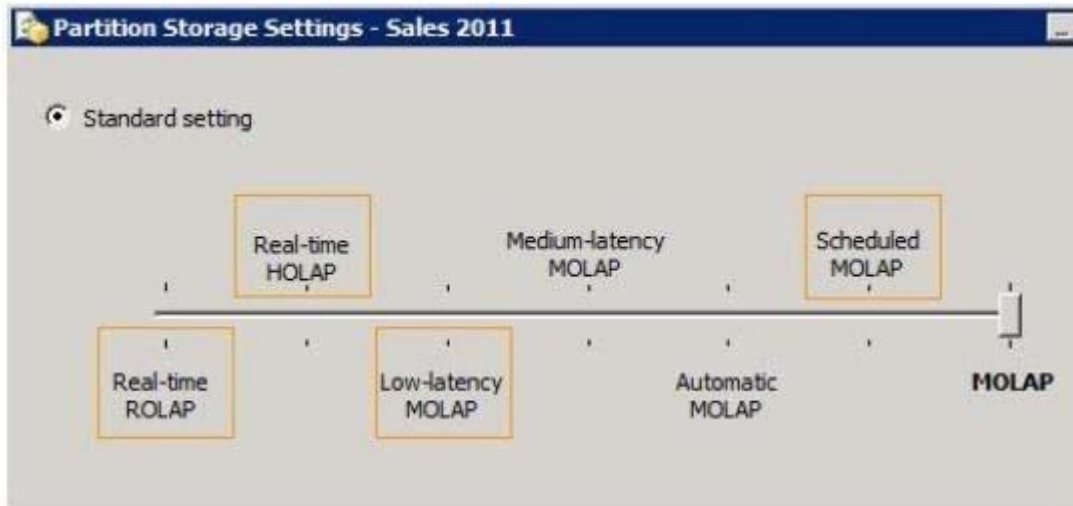 Partition Storage Settings - Sales 2011
Standard setting
Real-time
HOLAP
Medium-latency
MOLAP
Scheduled
MOLAP
Real-time
ROLAP
Low-latency
MOLAP
Automatic
MOLAP
MOLAP